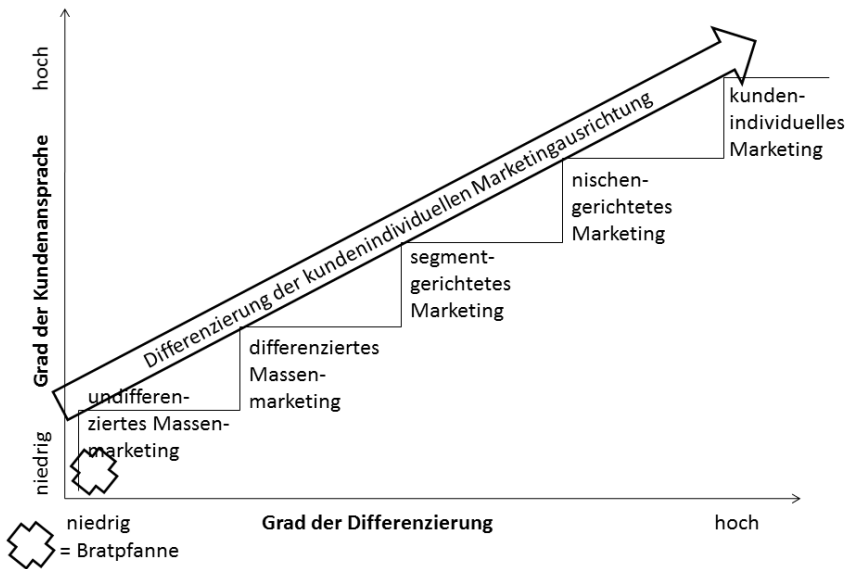 hoch
Grad der Kundenansprache
niedrig
Differenzierung der kundenindividuellen Marketingausrichtung
kunden-
individuelles
Marketing
nischen-
gerichtetes
Marketing
segment-
gerichtetes
Marketing
differenziertes
Massen-
marketing
undifferen-
ziertes Massen-
marketing
niedrig
Grad der Differenzierung
hoch
= Bratpfanne